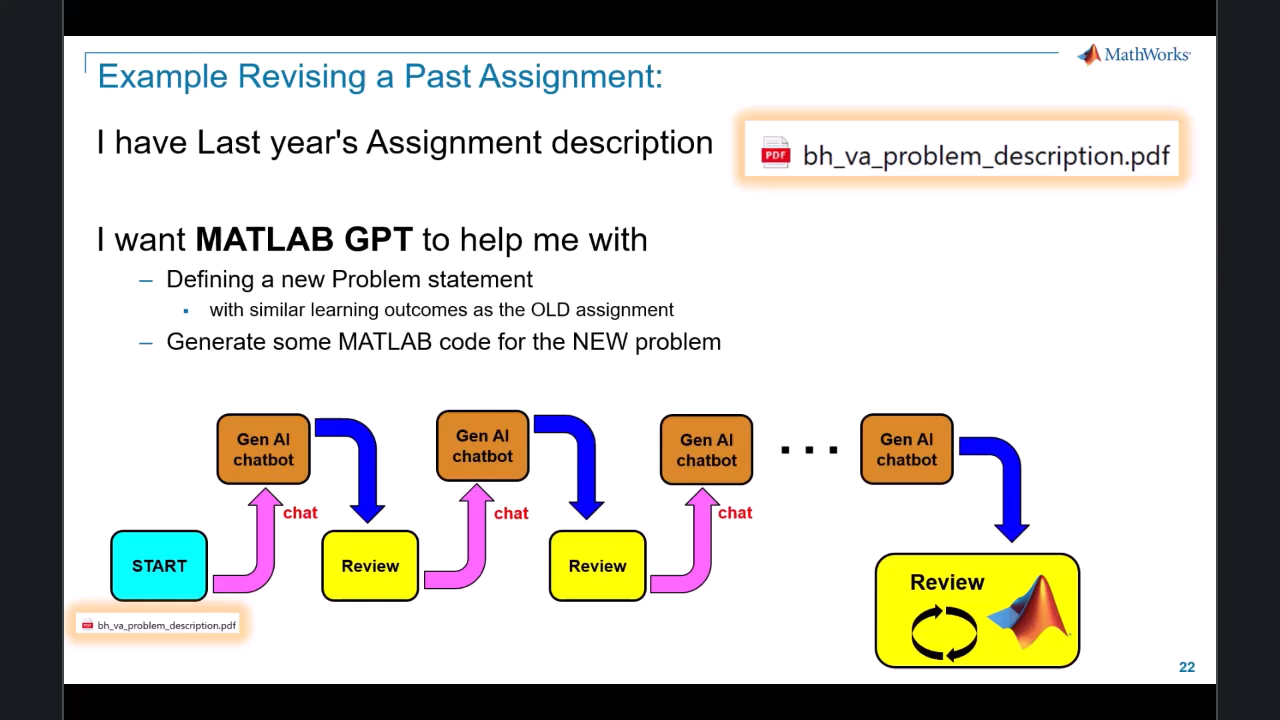 MathWorks®
Example Revising a Past Assignment:
I have Last year's Assignment description
PDF
bh_va_problem_description.pdf
I want MATLAB GPT to help me with
– Defining a new Problem statement
▪ with similar learning outcomes as the OLD assignment
– Generate some MATLAB code for the NEW problem
Gen AI
chatbot
Gen AI
chatbot
Gen AI
chatbot
. . .
Gen AI
chatbot
chat
chat
chat
START
Review
Review
Review
bh_va_problem_description.pdf
22